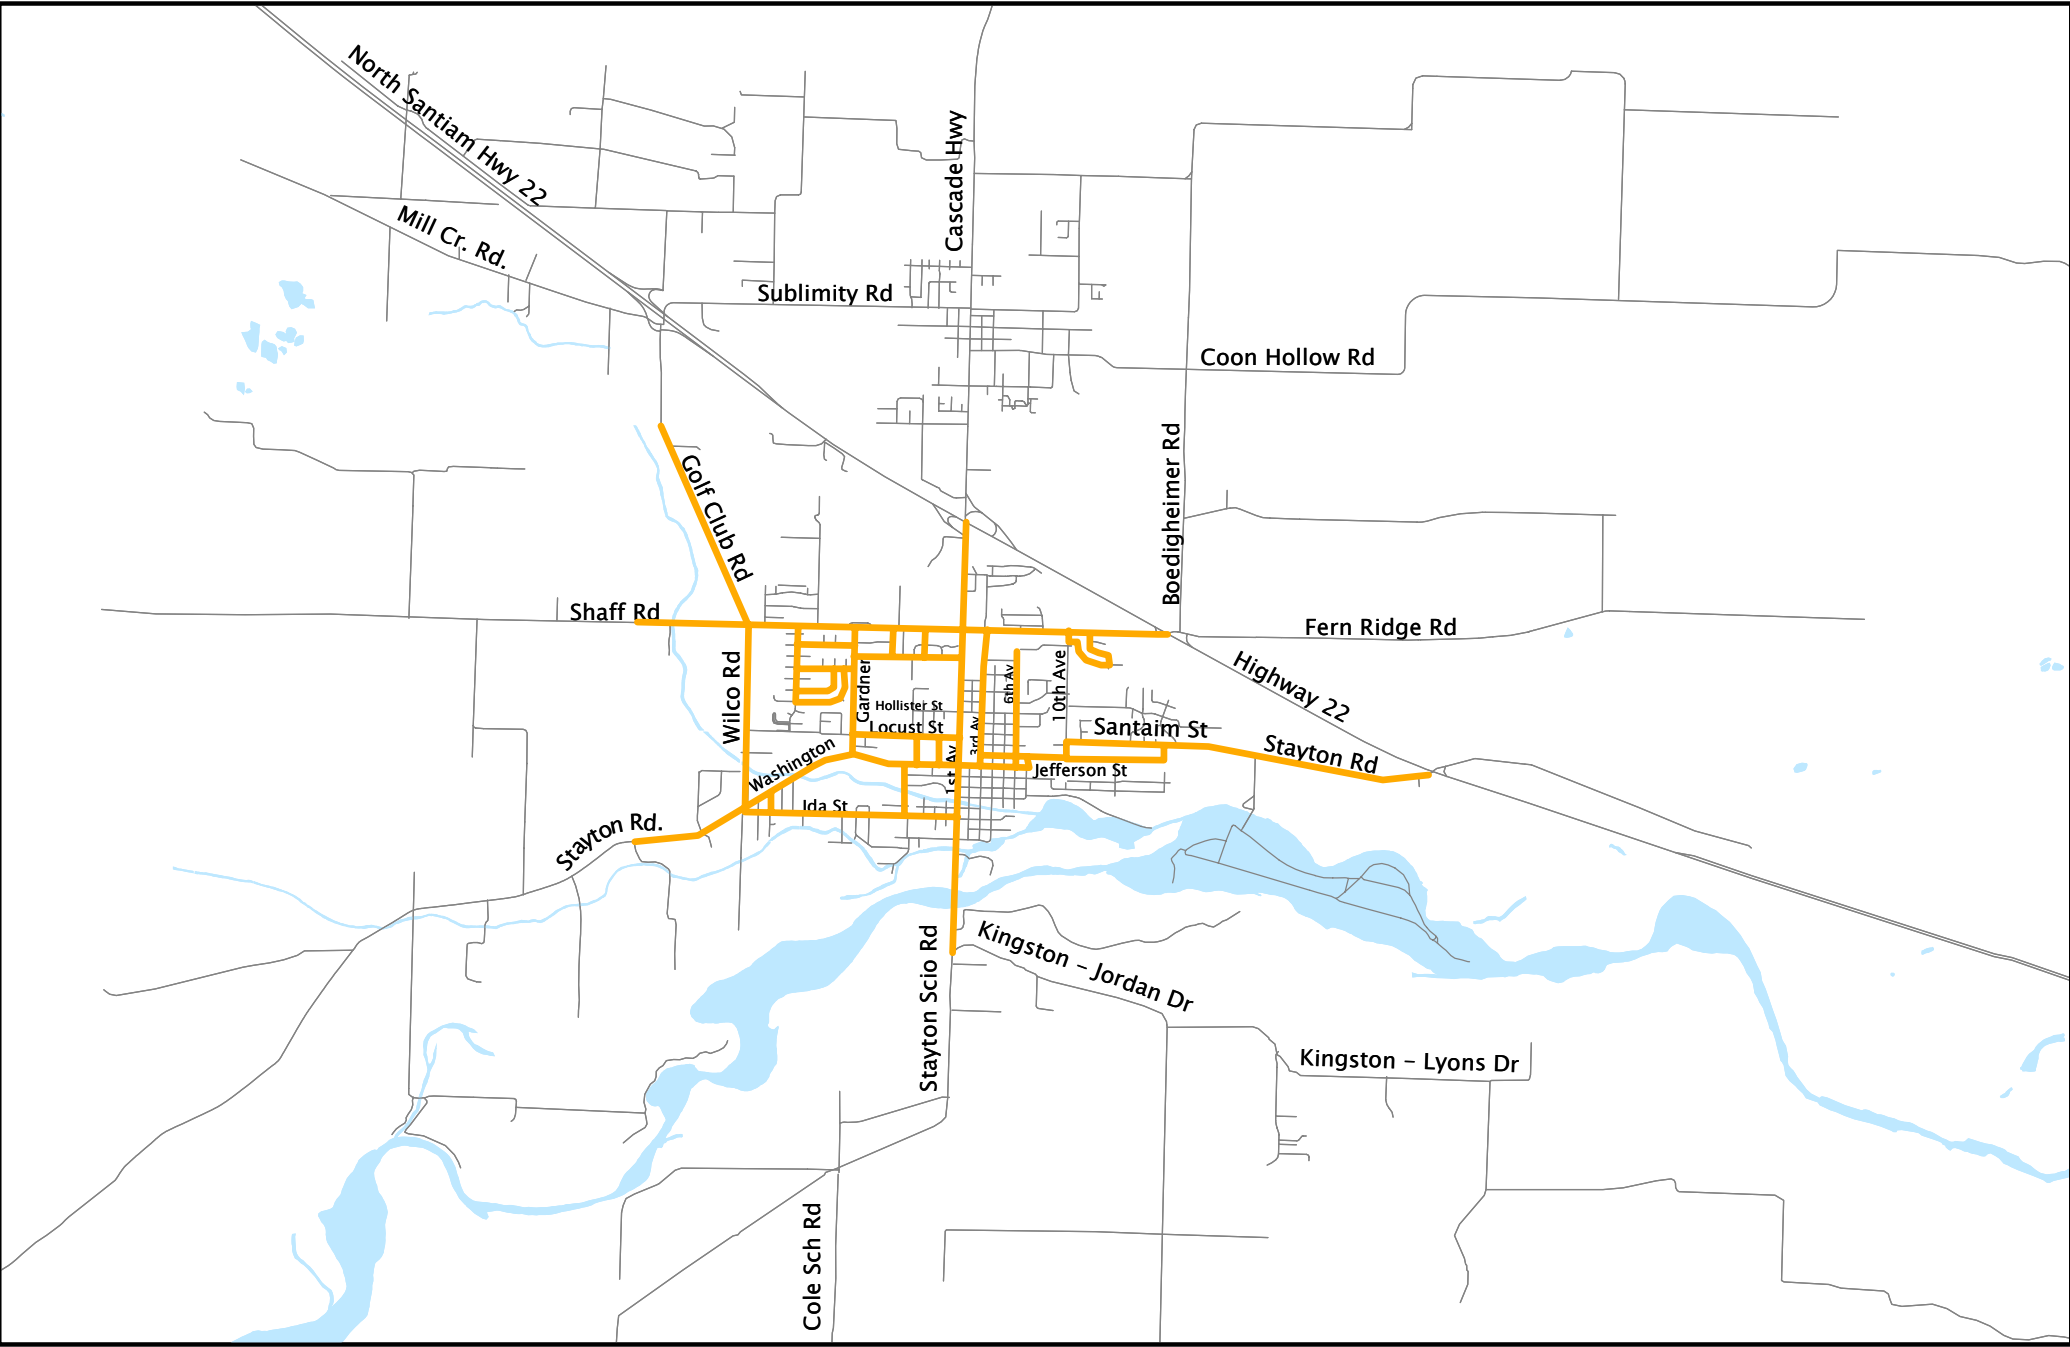 North Santiam Hwy 22
Cascade Hwy
Mill Cr. Rd.
Sublimity Rd
Coon Hollow Rd
Boedigheimer Rd
Golf Club Rd
Shaff Rd
Fern Ridge Rd
Wilco Rd
Gardner
6th Av
10th Ave
Highway 22
Hollister St
Locust St
3rd Av
Santaim St
Stayton Rd
Washington
1st Av
Jefferson St
Ida St
Stayton Rd.
Stayton Scio Rd
Kingston - Jordan Dr
Kingston - Lyons Dr
Cole Sch Rd